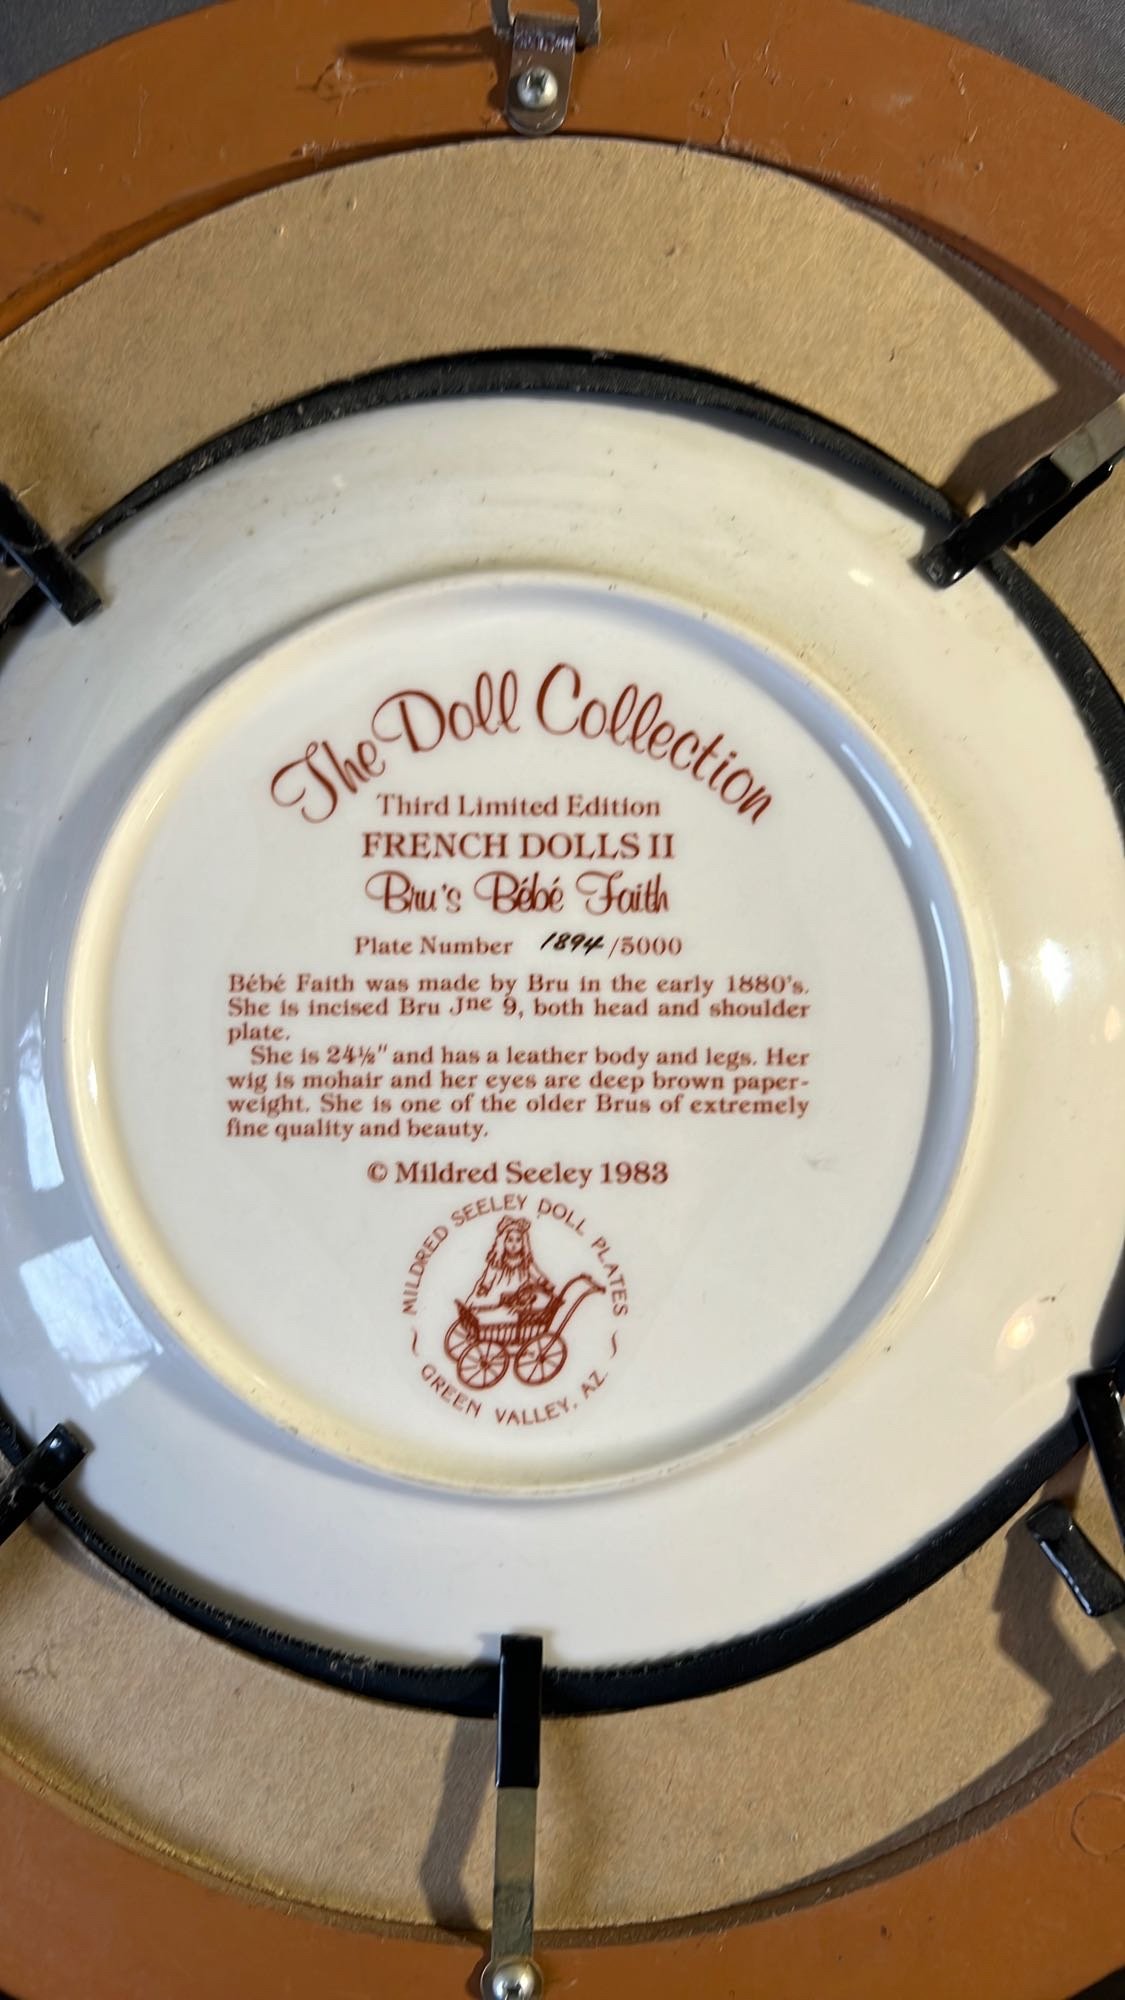 The Doll Collection
Third Limited Edition
FRENCH DOLLS II
Bru's Bébé Faith
Plate Number 1894/5000
Bébé Faith was made by Bru in the early 1880's.
She is incised Bru Jne 9, both head and shoulder
plate.
She is 24½" and has a leather body and legs. Her
wig is mohair and her eyes are deep brown paper-
weight. She is one of the older Brus of extremely
fine quality and beauty.
© Mildred Seeley 1983
MILDRED SEELEY DOLL PLATES
~ GREEN VALLEY, AZ. ~